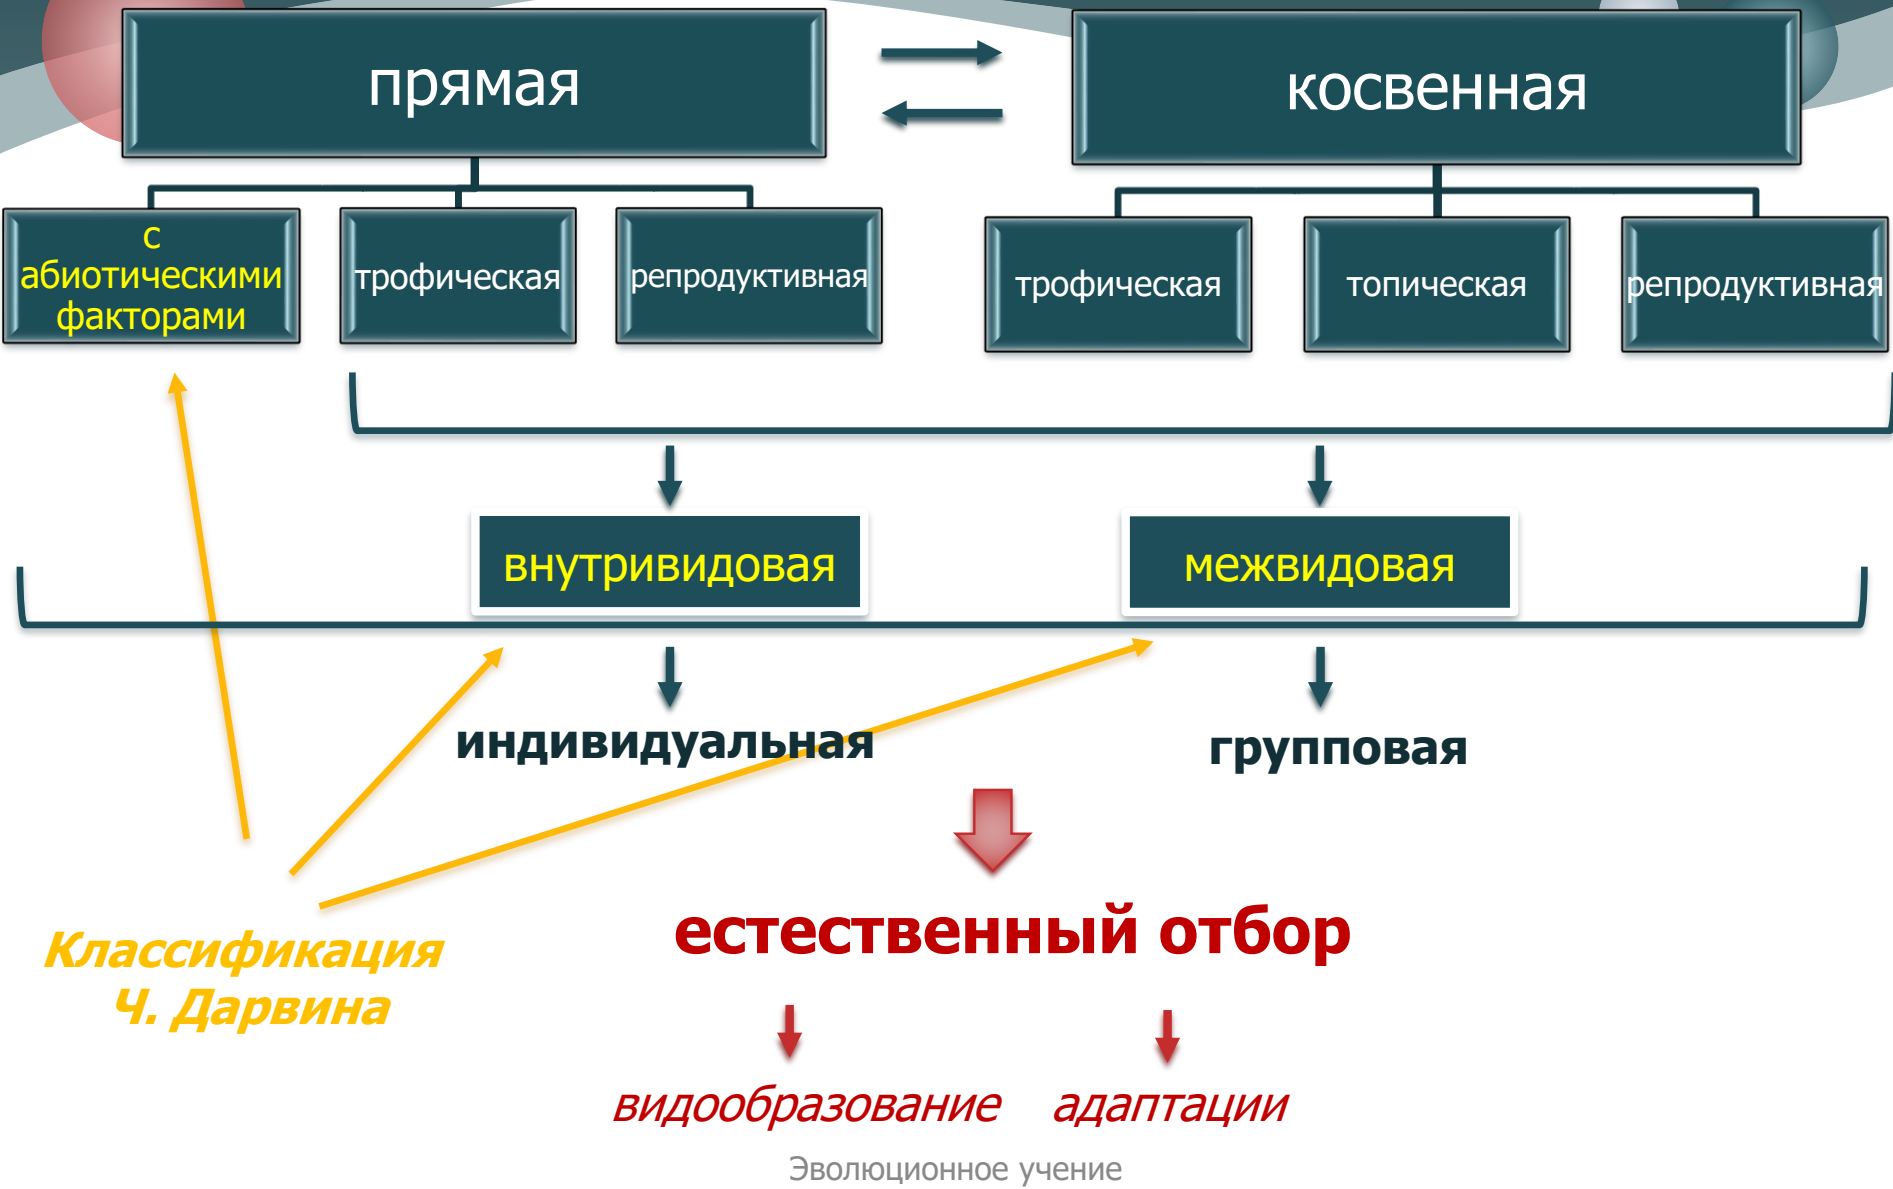 прямая
косвенная
с
абиотическими
факторами
трофическая
репродуктивная
трофическая
топическая
репродуктивная
внутривидовая
межвидовая
индивидуальная
групповая
естественный отбор
Классификация
Ч. Дарвина
видообразование
адаптации
Эволюционное учение